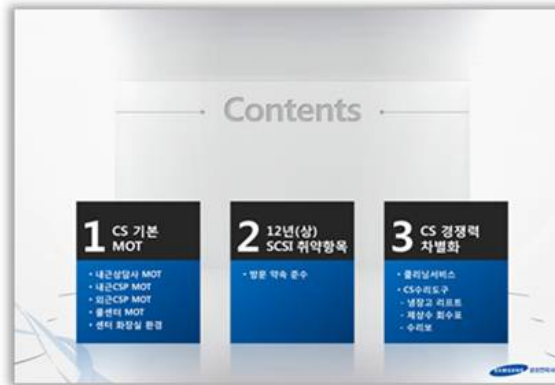 Contents
1 CS 기본
MOT
• 내근상담사 MOT
• 내근CSP MOT
• 외근CSP MOT
• 콜센터 MOT
• 센터 화장실 환경
2 12년(상)
SCSI 취약항목
• 방문 약속 준수
3 CS 경쟁력
차별화
• 클리닝서비스
• CS수리도구
- 냉장고 리프트
- 제상수 회수포
- 수리보
SAMSUNG